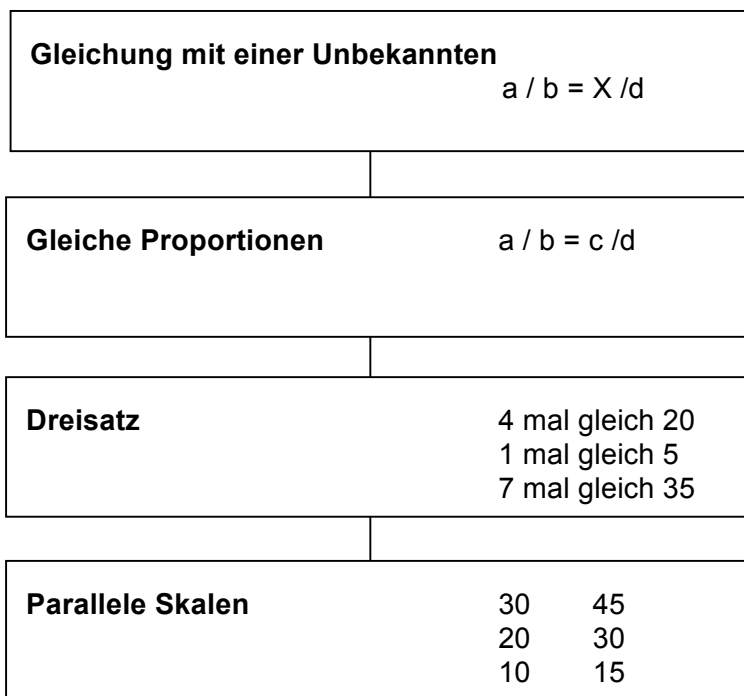 Gleichung mit einer Unbekannten
a / b = X /d
Gleiche Proportionen a / b = c /d
Dreisatz 4 mal gleich 20
1 mal gleich 5
7 mal gleich 35
Parallele Skalen 30 45
20 30
10 15